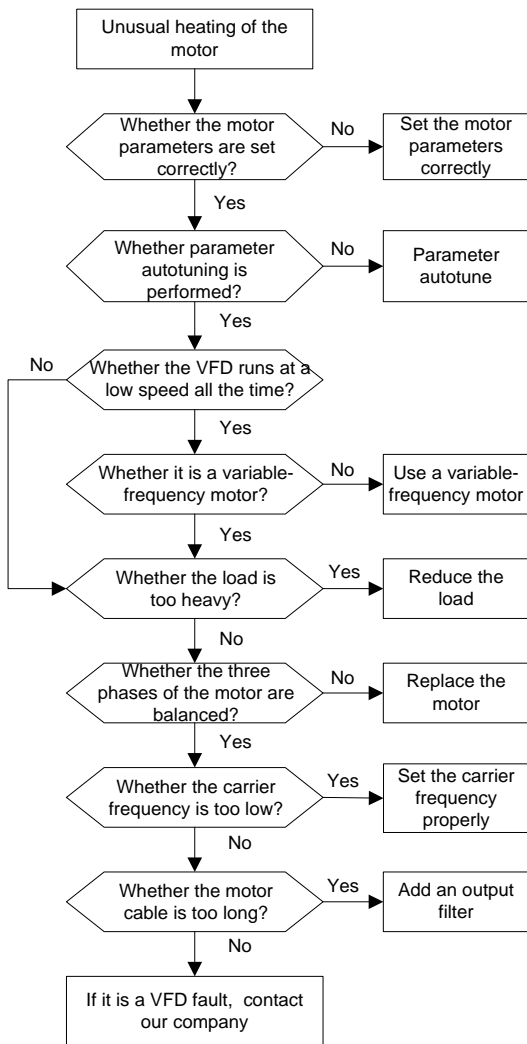 Unusual heating of the
motor
Whether the motor
parameters are set
correctly?
No
Set the motor
parameters
correctly
Yes
Whether parameter
autotuning is
performed?
No
Parameter
autotune
Yes
No
Whether the VFD runs at a
low speed all the time?
Yes
Whether it is a variable-
frequency motor?
No
Use a variable-
frequency motor
Yes
Whether the load is
too heavy?
Yes
Reduce the
load
No
Whether the three
phases of the motor are
balanced?
No
Replace the
motor
Yes
Whether the carrier
frequency is too low?
Yes
Set the carrier
frequency
properly
No
Whether the motor
cable is too long?
Yes
Add an output
filter
No
If it is a VFD fault,  contact
our company